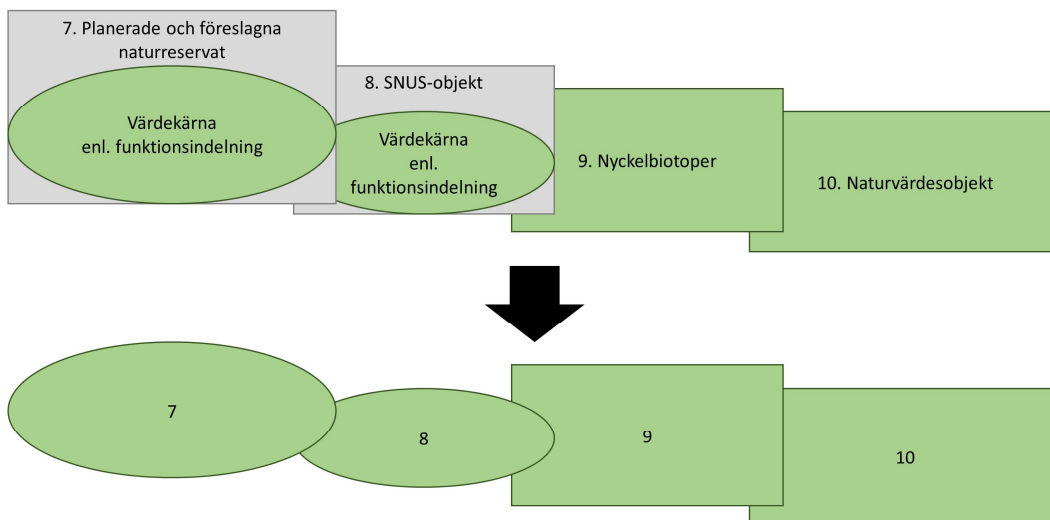 7. Planerade och föreslagna
naturreservat
Värdekärna
enl. funktionsindelning
8. SNUS-objekt
Värdekärna
enl.
funktionsindelning
9. Nyckelbiotoper
10. Naturvärdesobjekt
7
8
9
10